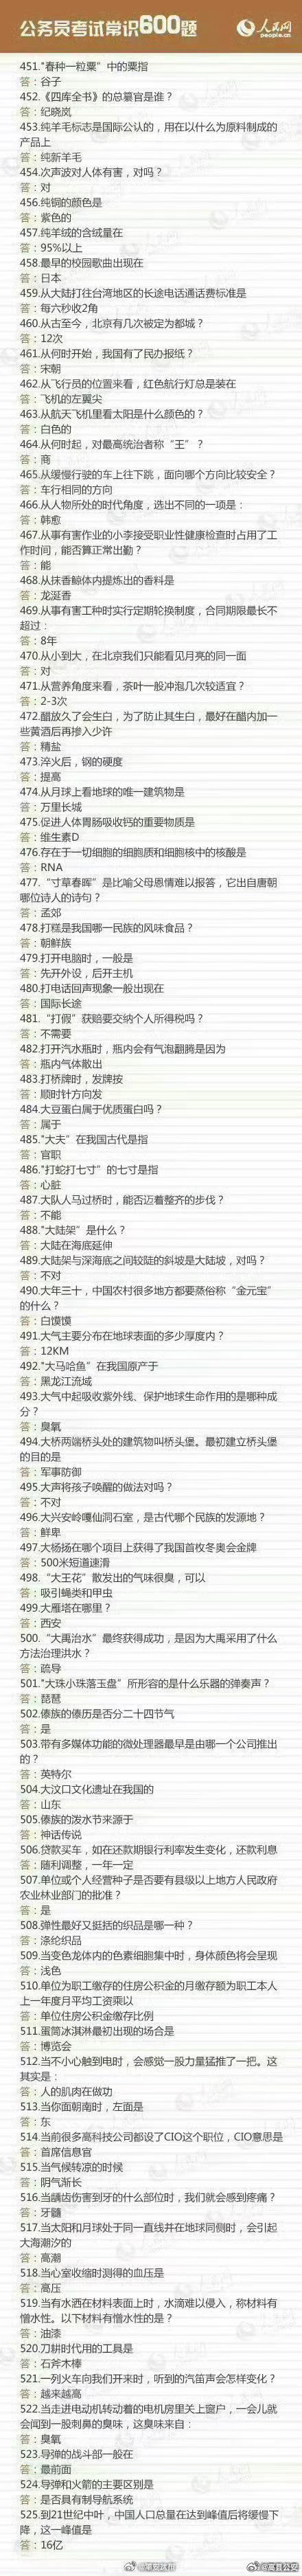 公务员考试常识600题
人民网
people.cn
451."春种一粒粟"中的粟指
答：谷子
452.《四库全书》的总纂官是谁？
答：纪晓岚
453.纯羊毛标志是国际公认的，用在以什么为原料制成的
产品上
答：纯新羊毛
454.次声波对人体有害，对吗？
答：对
456.纯铜的颜色是
答：紫色的
457.纯羊绒的含绒量在
答：95%以上
458.最早的校园歌曲出现在
答：日本
459.从大陆打往台湾地区的长途电话通话费标准是
答：每六秒收2角
460.从古至今，北京有几次被定为都城？
答：12次
461.从何时开始，我国有了民办报纸？
答：宋朝
462.从飞行员的位置来看，红色航行灯总是装在
答：飞机的左翼尖
463.从航天飞机里看太阳是什么颜色的？
答：白色的
464.从何时起，对最高统治者称“王”？
答：商
465.从缓慢行驶的车上往下跳，面向哪个方向比较安全？
答：车行相同的方向
466.从人物所处的时代角度，选出不同的一项是：
答：韩愈
467.从事有害作业的小李接受职业性健康检查时占用了工
作时间，能否算正常出勤？
答：能
468.从抹香鲸体内提炼出的香料是
答：龙涎香
469.从事有害工种时实行定期轮换制度，合同期限最长不
超过：
答：8年
470.从小到大，在北京我们只能看见月亮的同一面
答：对
471.从营养角度来看，茶叶一般冲泡几次较适宜？
答：2-3次
472.醋放久了会生白，为了防止其生白，最好在醋内加一
些黄酒后再掺入少许
答：精盐
473.淬火后，钢的硬度
答：提高
474.从月球上看地球的唯一建筑物是
答：万里长城
475.促进人体胃肠吸收钙的重要物质是
答：维生素D
476.存在于一切细胞的细胞质和细胞核中的核酸是
答：RNA
477.“寸草春晖”是比喻父母恩情难以报答，它出自唐朝
哪位诗人的诗句？
答：孟郊
478.打糕是我国哪一民族的风味食品？
答：朝鲜族
479.打开电脑时，一般是
答：先开外设，后开主机
480.打电话回声现象一般出现在
答：国际长途
481.“打假”获赔要交纳个人所得税吗？
答：不需要
482.打开汽水瓶时，瓶内会有气泡翻腾是因为
答：瓶内气体散出
483.打桥牌时，发牌按
答：顺时针方向发
484.大豆蛋白属于优质蛋白吗？
答：属于
485."大夫”在我国古代是指
答：官职
486."打蛇打七寸”的七寸是指
答：心脏
487.大队人马过桥时，能否迈着整齐的步伐？
答：不能
488."大陆架”是什么？
答：大陆在海底延伸
489.大陆架与深海底之间较陡的斜坡是大陆坡，对吗？
答：不对
490.大年三十，中国农村很多地方都要蒸俗称“金元宝”
的什么？
答：白馍馍
491.大气主要分布在地球表面的多少厚度内？
答：12KM
492."大马哈鱼”在我国原产于
答：黑龙江流域
493.大气中起吸收紫外线、保护地球生命作用的是哪种成
分？
答：臭氧
494.大桥两端桥头处的建筑物叫桥头堡。最初建立桥头堡
的目的是
答：军事防御
495.大声将孩子唤醒的做法对吗？
答：不对
496.大兴安岭嘎仙洞石室，是古代哪个民族的发源地？
答：鲜卑
497.大杨扬在哪个项目上获得了我国首枚冬奥会金牌
答：500米短道速滑
498.“大王花”散发出的气味很臭，可以
答：吸引蝇类和甲虫
499.大雁塔在哪里？
答：西安
500.“大禹治水”最终获得成功，是因为大禹采用了什么
方法治理洪水？
答：疏导
501."大珠小珠落玉盘”所形容的是什么乐器的弹奏声？
答：琵琶
502.傣族的傣历是否分二十四节气
答：是
503.带有多媒体功能的微处理器最早是由哪一个公司推出
的？
答：英特尔
504.大汶口文化遗址在我国的
答：山东
505.傣族的泼水节来源于
答：神话传说
506.贷款买车，如在还款期银行利率发生变化，还款利息
答：随利调整，一年一定
507.单位或个人经营种子是否要有县级以上地方人民政府
农业林业部门的批准？
答：是
508.弹性最好又挺括的织品是哪一种？
答：涤纶织品
509.当变色龙体内的色素细胞集中时，身体颜色将会呈现
答：浅色
510.单位为职工缴存的住房公积金的月缴存额为职工本人
上一年度月平均工资乘以
答：单位住房公积金缴存比例
511.蛋筒冰淇淋最初出现的场合是
答：博览会
512.当不小心触到电时，会感觉一股力量猛推了一把。这
其实是：
答：人的肌肉在做功
513.当你面朝南时，左面是
答：东
514.当前很多高科技公司都设了CIO这个职位，CIO意思是
答：首席信息官
515.当气候转凉的时候
答：阴气渐长
516.当龋齿伤害到牙的什么部位时，我们就会感到疼痛？
答：牙髓
517.当太阳和月球处于同一直线并在地球同侧时，会引起
大海潮汐的
答：高潮
518.当心室收缩时测得的血压是
答：高压
519.当有水洒在材料表面上时，水滴难以侵入，称材料有
憎水性。以下材料有憎水性的是？
答：油漆
520.刀耕时代用的工具是
答：石斧木棒
521.一列火车向我们开来时，听到的汽笛声会怎样变化？
答：越来越高
522.当走进电动机转动着的电机房里关上窗户，一会儿就
会闻到一股刺鼻的臭味，这臭味来自：
答：臭氧
523.导弹的战斗部一般在
答：最前面
524.导弹和火箭的主要区别是
答：是否具有制导航系统
525.到21世纪中叶，中国人口总量在达到峰值后将缓慢下
降，这一峰值是
答：16亿